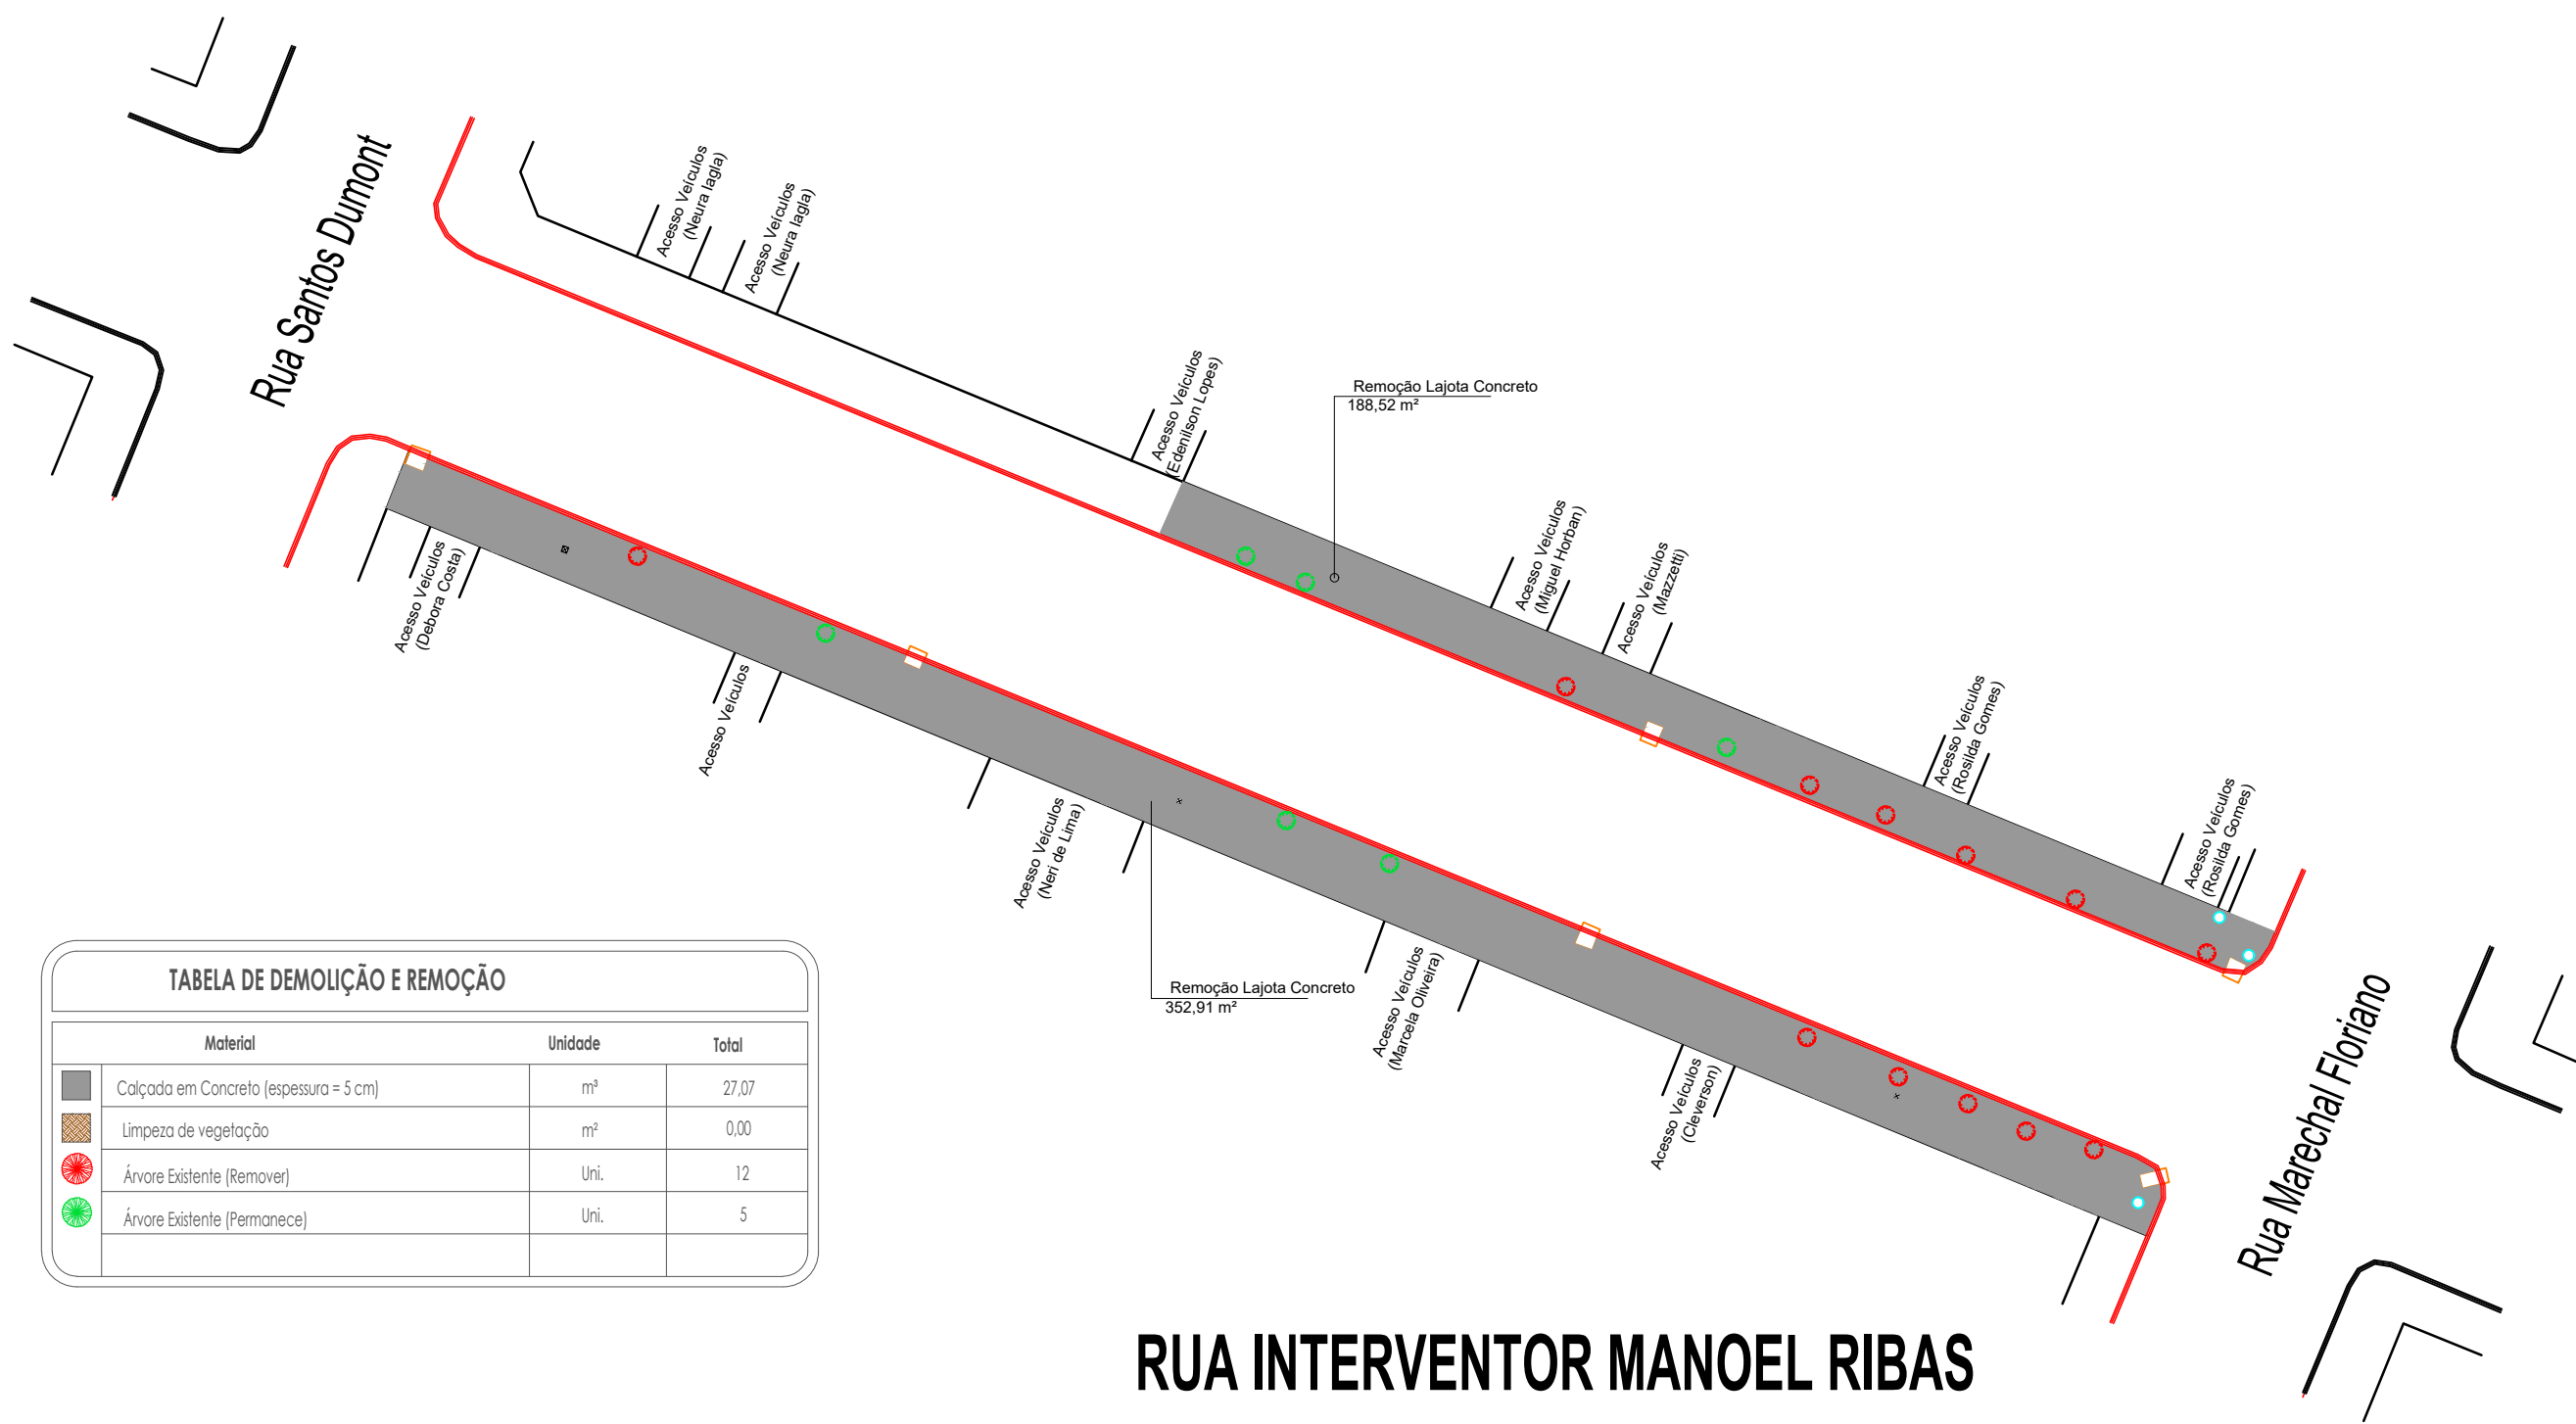 Rua Santos Dumont
Acesso Veículos
(Neura Iagla)
Acesso Veículos
(Neura Iagla)
Acesso Veículos
(Edenilson Lopes)
Remoção Lajota Concreto
188,52 m²
Acesso Veículos
(Miguel Horban)
Acesso Veículos
(Mazzetti)
Acesso Veículos
(Rosilda Gomes)
Acesso Veículos
(Rosilda Gomes)
Acesso Veículos
(Debora Costa)
Acesso Veículos
Acesso Veículos
(Neri de Lima)
Remoção Lajota Concreto
352,91 m²
Acesso Veículos
(Marcela Oliveira)
Acesso Veículos
(Cleverson)
Rua Marechal Floriano
TABELA DE DEMOLIÇÃO E REMOÇÃO
Material Unidade Total
Calçada em Concreto (espessura = 5 cm) m³ 27,07
Limpeza de vegetação m² 0,00
Árvore Existente (Remover) Uni. 12
Árvore Existente (Permanece) Uni. 5
RUA INTERVENTOR MANOEL RIBAS